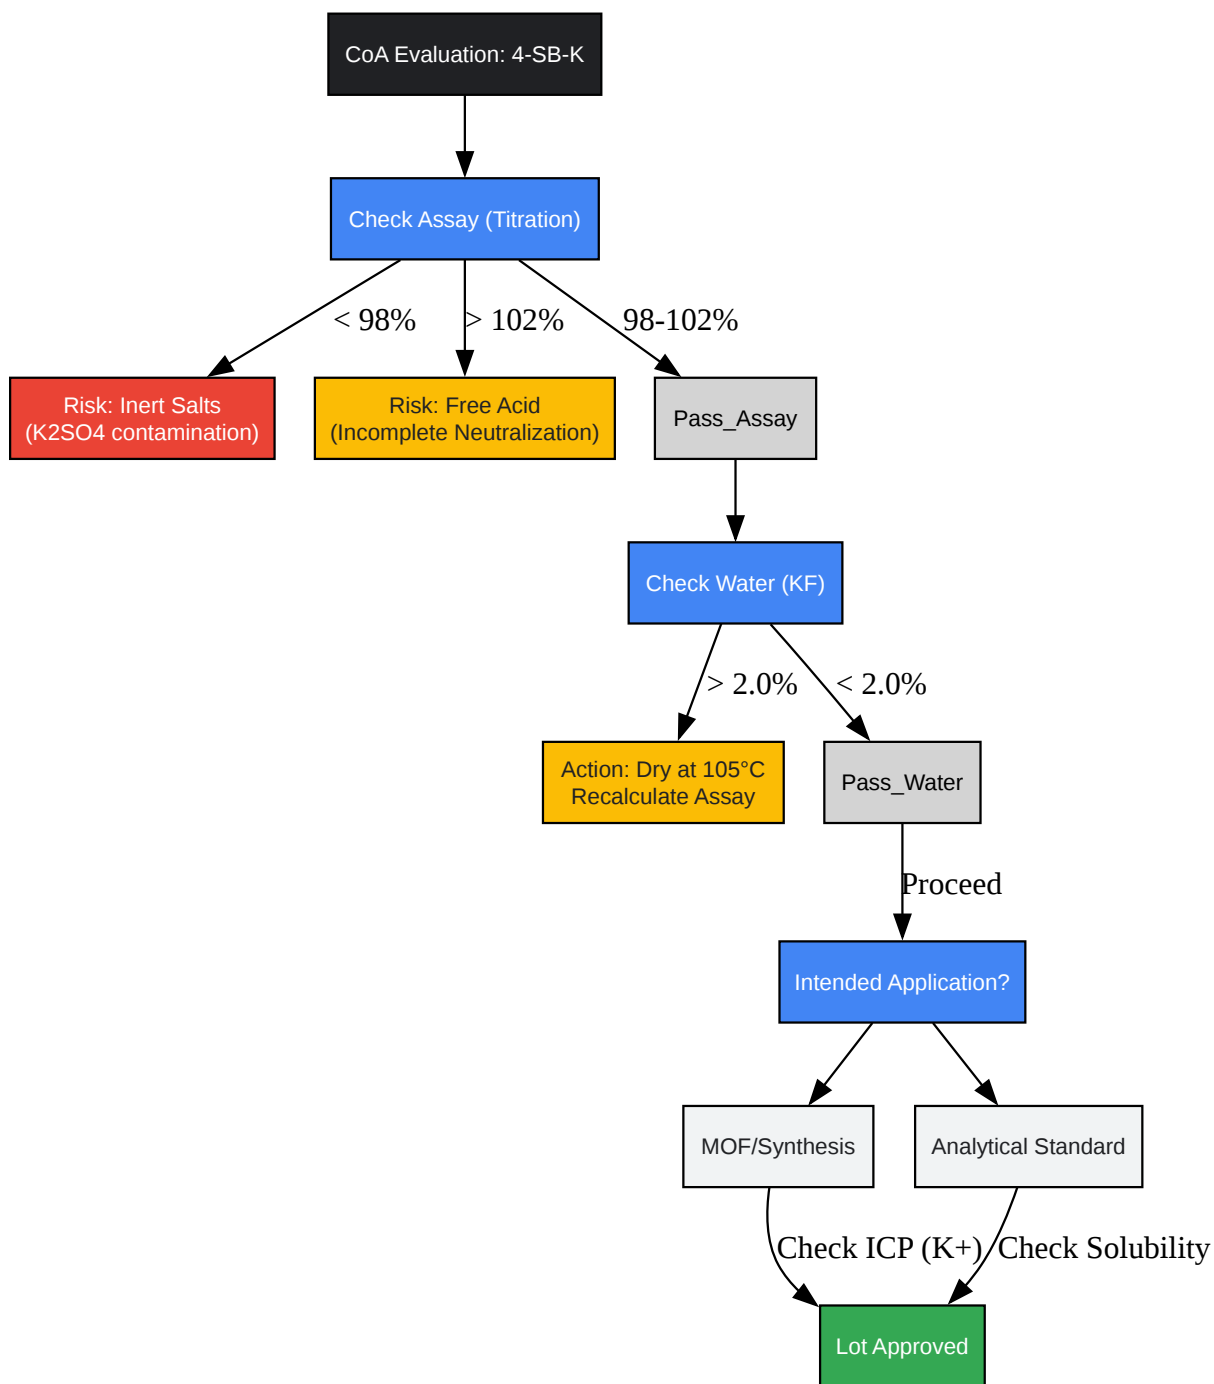 CoA Evaluation: 4-SB-K
Check Assay (Titration)
< 98%
> 102%
98-102%
Risk: Inert Salts
(K2SO4 contamination)
Risk: Free Acid
(Incomplete Neutralization)
Pass_Assay
Check Water (KF)
> 2.0%
< 2.0%
Action: Dry at 105°C
Recalculate Assay
Pass_Water
Proceed
Intended Application?
MOF/Synthesis
Analytical Standard
Check ICP (K+)
Check Solubility
Lot Approved